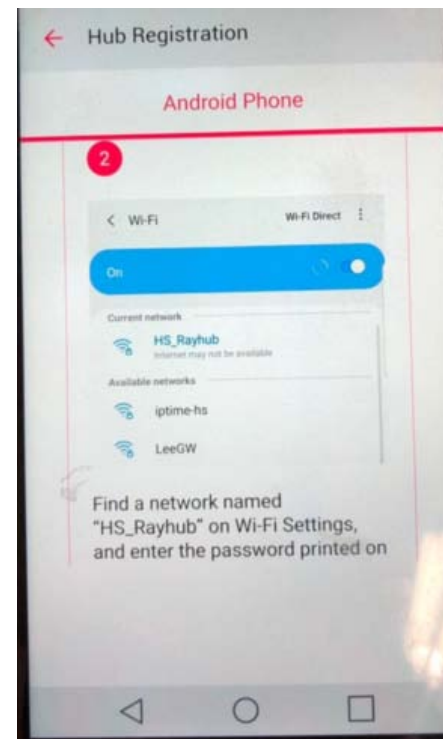 Hub Registration
Android Phone
2
Wi-Fi
Wi-Fi Direct
On
Current network
HS_Rayhub
Internet may not be available
Available networks
iptime-hs
LeeGW
Find a network named
"HS_Rayhub" on Wi-Fi Settings,
and enter the password printed on